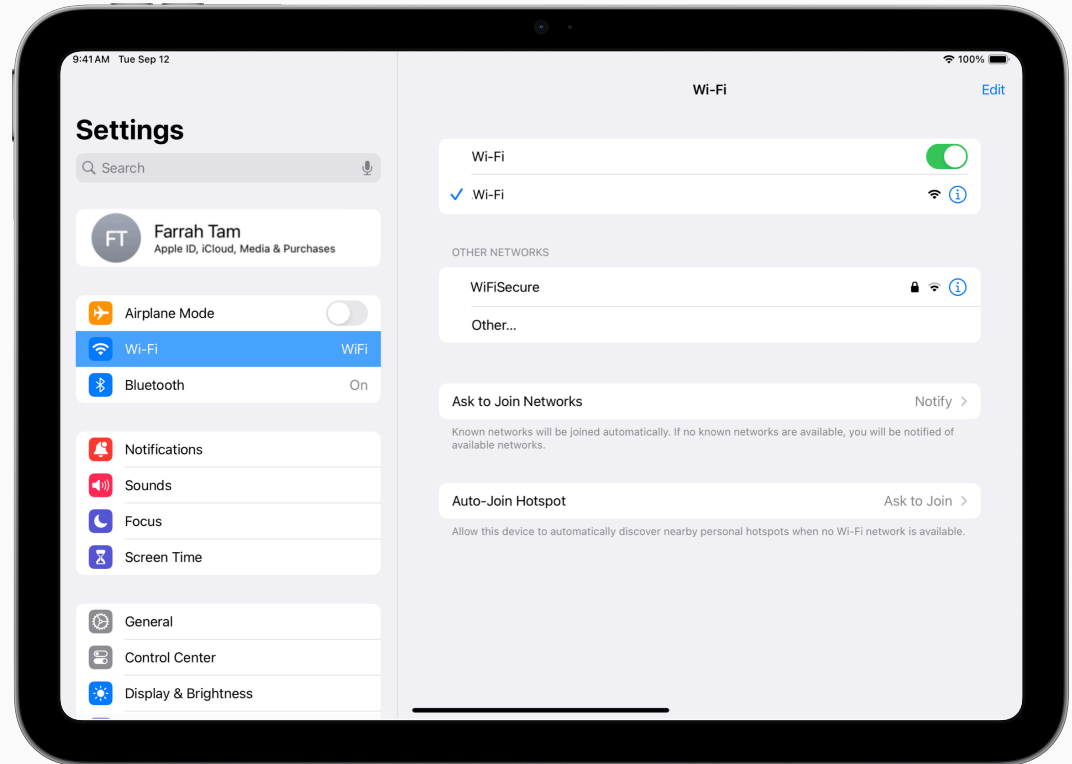 9:41 AM Tue Sep 12
100%
Settings
Search
FT
Farrah Tam
Apple ID, iCloud, Media & Purchases
Airplane Mode
Wi-Fi WiFi
Bluetooth On
Notifications
Sounds
Focus
Screen Time
General
Control Center
Display & Brightness
Wi-Fi
Edit
Wi-Fi
.Wi-Fi
OTHER NETWORKS
WiFiSecure
Other...
Ask to Join Networks Notify
Known networks will be joined automatically. If no known networks are available, you will be notified of
available networks.
Auto-Join Hotspot Ask to Join
Allow this device to automatically discover nearby personal hotspots when no Wi-Fi network is available.